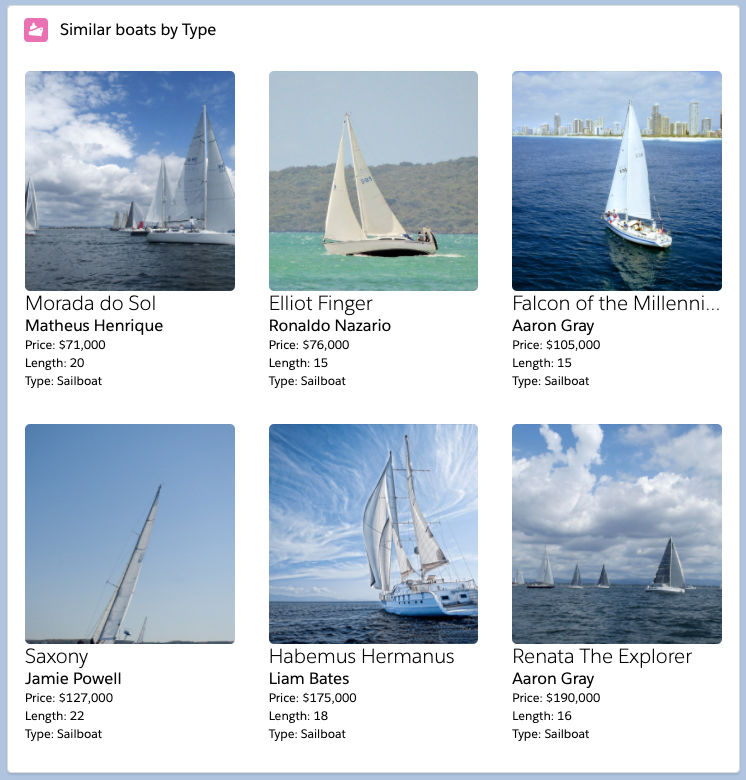 Similar boats by Type
Morada do Sol
Matheus Henrique
Price: $71,000
Length: 20
Type: Sailboat
Elliot Finger
Ronaldo Nazario
Price: $76,000
Length: 15
Type: Sailboat
Falcon of the Millenni...
Aaron Gray
Price: $105,000
Length: 15
Type: Sailboat
Saxony
Jamie Powell
Price: $127,000
Length: 22
Type: Sailboat
Habemus Hermanus
Liam Bates
Price: $175,000
Length: 18
Type: Sailboat
Renata The Explorer
Aaron Gray
Price: $190,000
Length: 16
Type: Sailboat